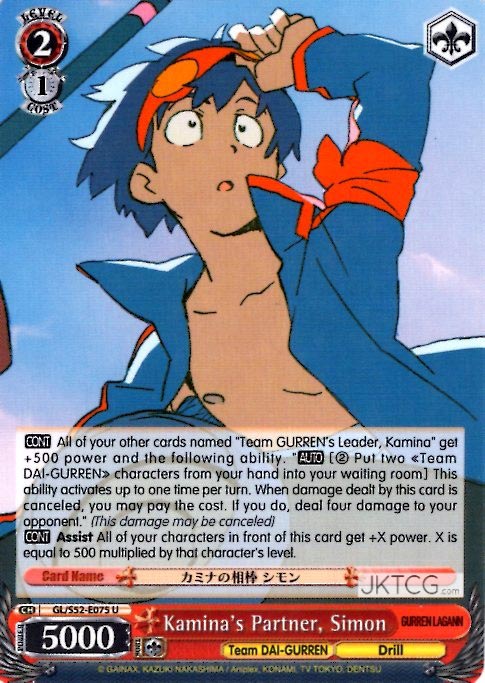 LEVEL
2
1
COST
CONT All of your other cards named "Team GURREN's Leader, Kamina" get
+500 power and the following ability. "AUTO [② Put two «Team
DAI-GURREN» characters from your hand into your waiting room] This
ability activates up to one time per turn. When damage dealt by this card is
canceled, you may pay the cost. If you do, deal four damage to your
opponent." (This damage may be canceled)
CONT Assist All of your characters in front of this card get +X power. X is
equal to 500 multiplied by that character's level.
Card Name カミナの相棒 シモン
JKTCG.com
CH GL/S52-E075 U
Kamina's Partner, Simon
GURREN LAGANN
POWER
5000
Team DAI-GURREN
Drill
© GAINAX, KAZUKI NAKASHIMA / Aniplex, KONAMI, TV TOKYO, DENTSU